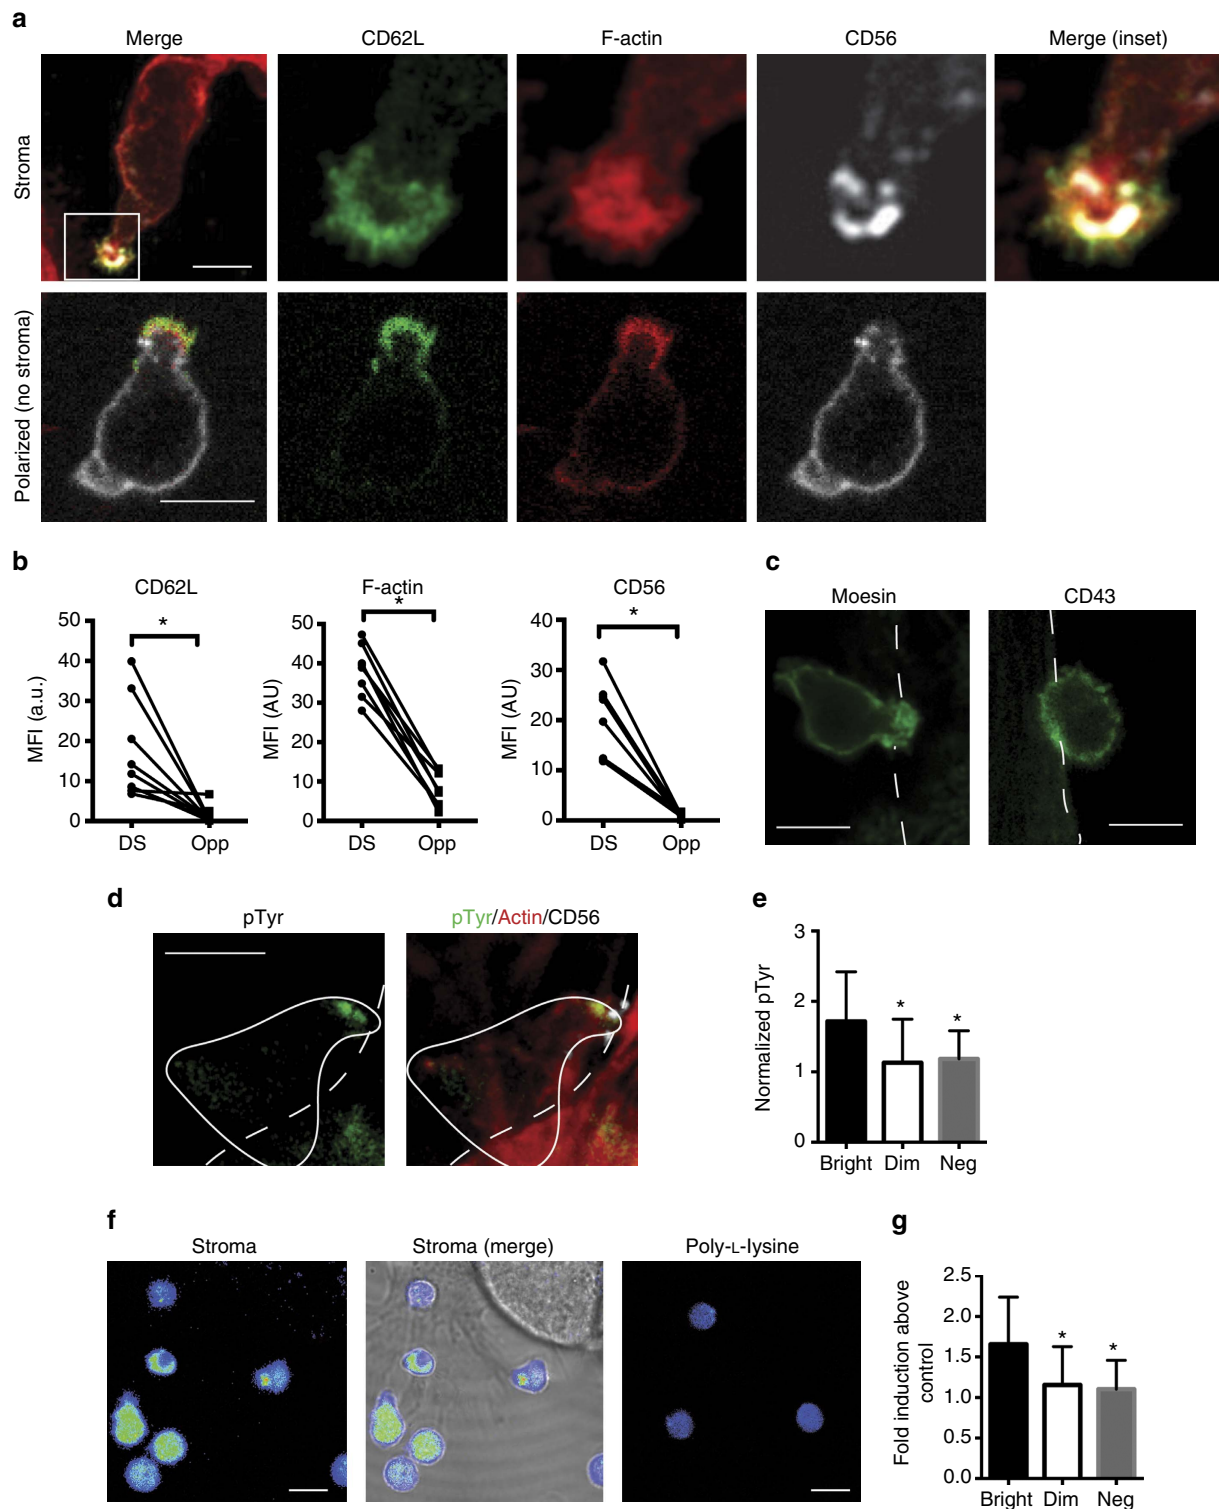 a
Merge CD62L F-actin CD56 Merge (inset)
Stroma
Polarized (no stroma)
b
CD62L
MFI (a.u.)
50
40
30
20
10
0
DS Opp
*
F-actin
MFI (AU)
50
40
30
20
10
0
DS Opp
*
CD56
MFI (AU)
40
30
20
10
0
DS Opp
*
c
Moesin CD43
d
pTyr pTyr/Actin/CD56
e
Normalized pTyr
3
2
1
0
* *
Bright Dim Neg
f
Stroma Stroma (merge) Poly-L-lysine
g
Fold induction above
control
2.5
2.0
1.5
1.0
0.5
0.0
* *
Bright Dim Neg